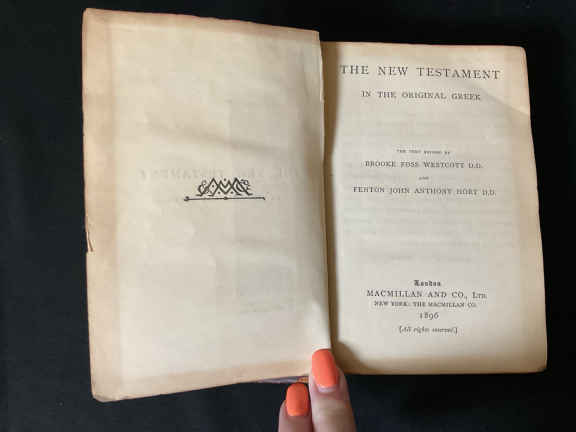 THE NEW TESTAMENT
IN THE ORIGINAL GREEK
THE TEXT REVISED BY
BROOKE FOSS WESTCOTT D.D.
AND
FENTON JOHN ANTHONY HORT D.D.
London
MACMILLAN AND CO., LTD.
NEW YORK: THE MACMILLAN CO.
1896
[All rights reserved.]